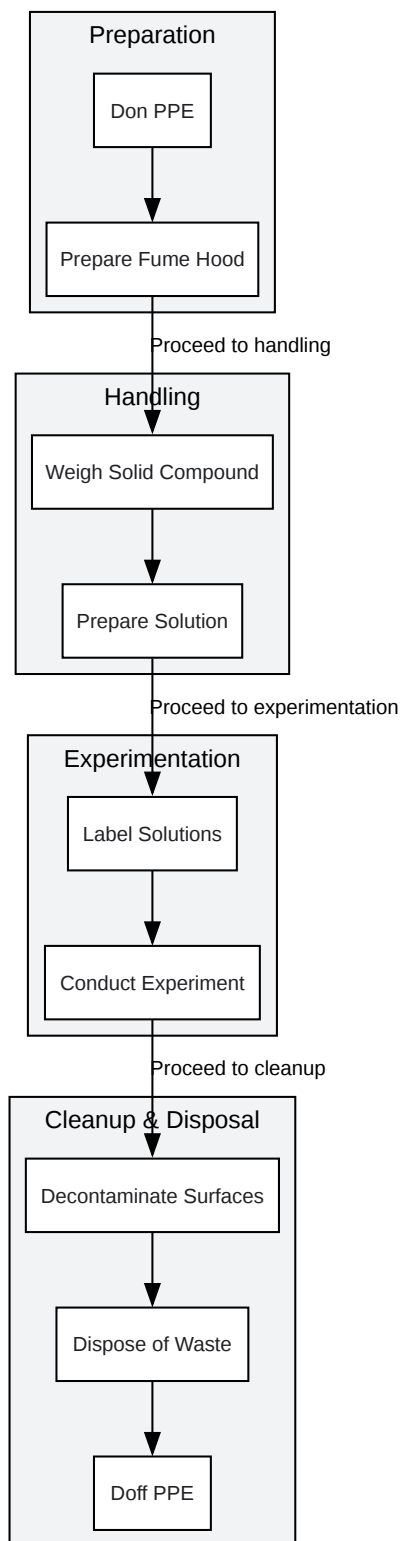 Preparation
Don PPE
Prepare Fume Hood
Proceed to handling
Handling
Weigh Solid Compound
Prepare Solution
Proceed to experimentation
Experimentation
Label Solutions
Conduct Experiment
Proceed to cleanup
Cleanup & Disposal
Decontaminate Surfaces
Dispose of Waste
Doff PPE